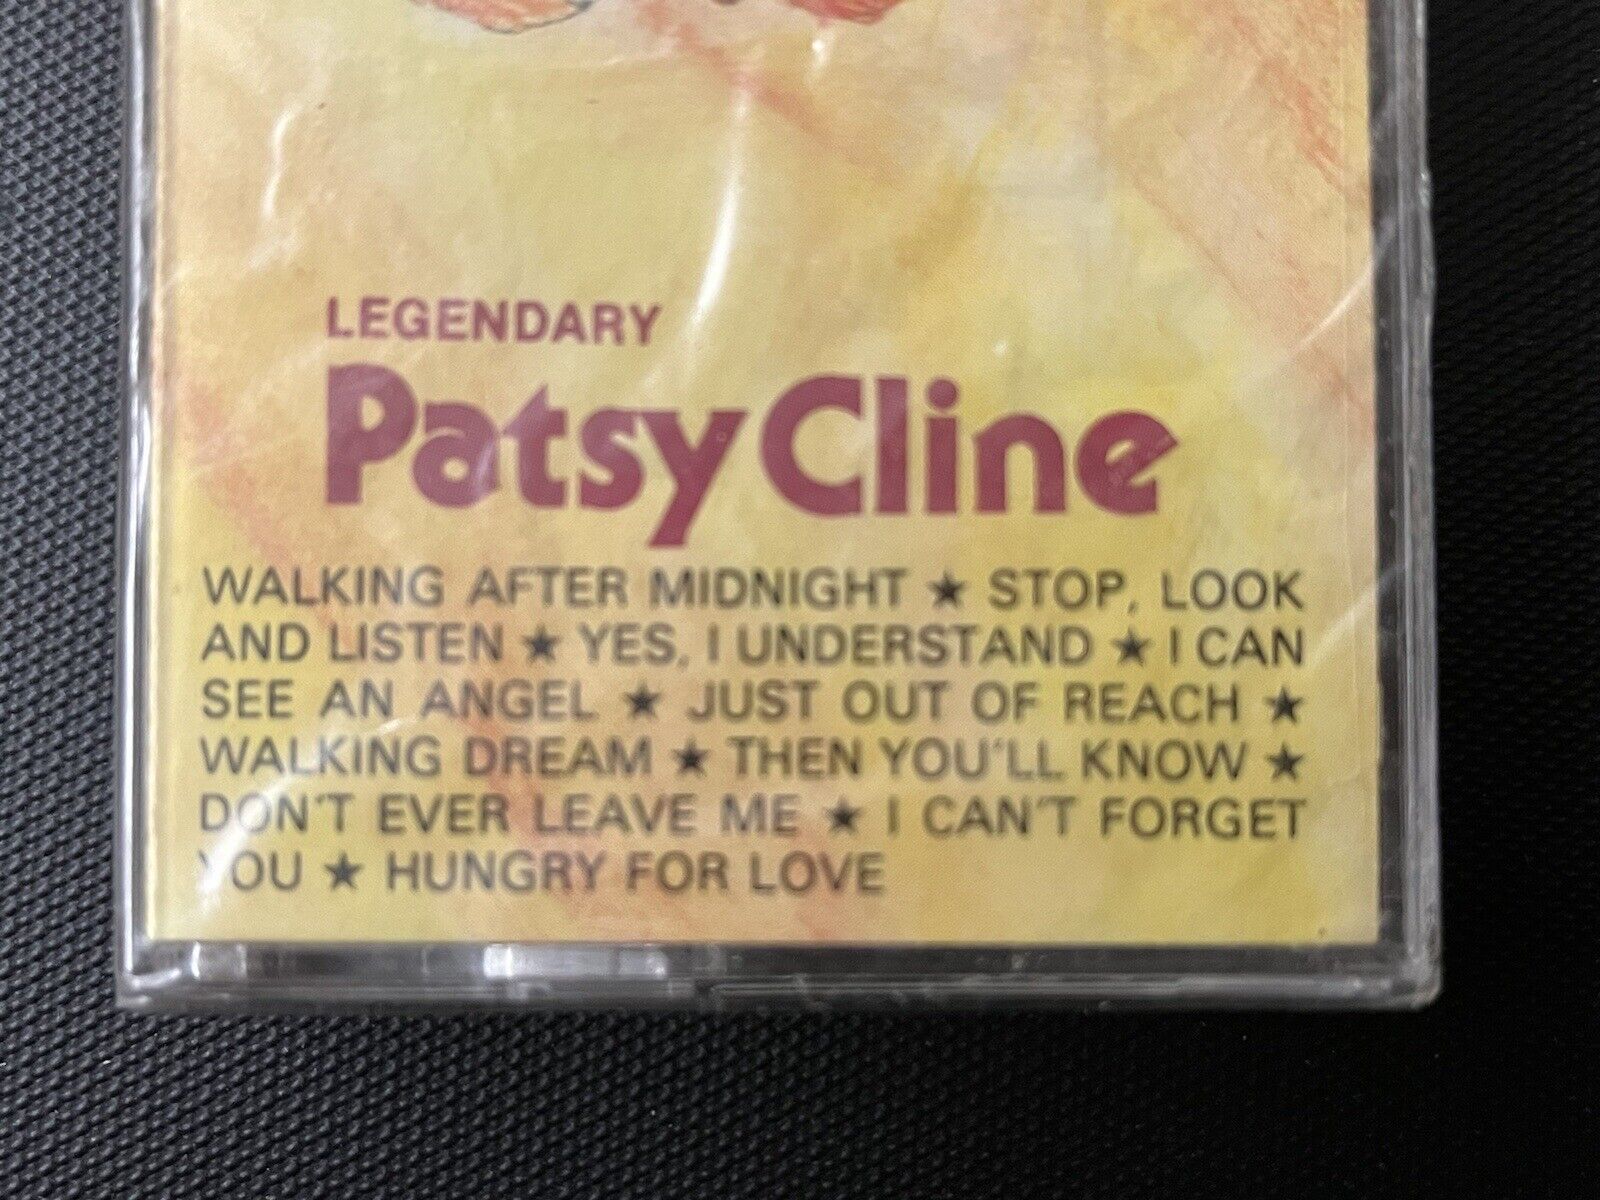 LEGENDARY
Patsy Cline
WALKING AFTER MIDNIGHT ★ STOP, LOOK
AND LISTEN ★ YES, I UNDERSTAND ★ I CAN
SEE AN ANGEL ★ JUST OUT OF REACH ★
WALKING DREAM ★ THEN YOU'LL KNOW ★
DON'T EVER LEAVE ME ★ I CAN'T FORGET
YOU ★ HUNGRY FOR LOVE